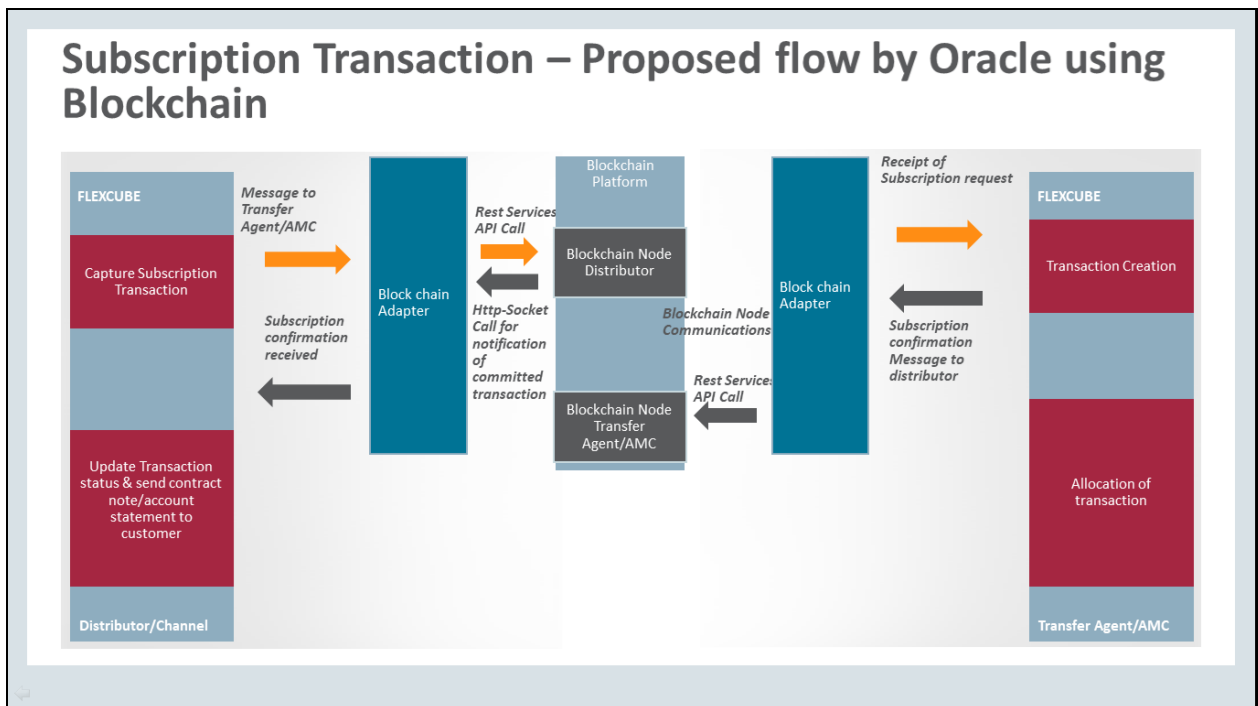 Subscription Transaction – Proposed flow by Oracle using
Blockchain
FLEXCUBE
Capture Subscription
Transaction
Update Transaction
status & send contract
note/account
statement to
customer
Distributor/Channel
Message to
Transfer
Agent/AMC
Subscription
confirmation
received
Block chain
Adapter
Rest Services
API Call
Http-Socket
Call for
notification
of
committed
transaction
Blockchain
Platform
Blockchain Node
Distributor
Blockchain Node
Transfer
Agent/AMC
Blockchain Node
Communications
Rest Service:
API Call
Block chain
Adapter
Receipt of
Subscription request
Subscription
confirmation
Message to
distributor
FLEXCUBE
Transaction Creation
Allocation of
transaction
Transfer Agent/AMC